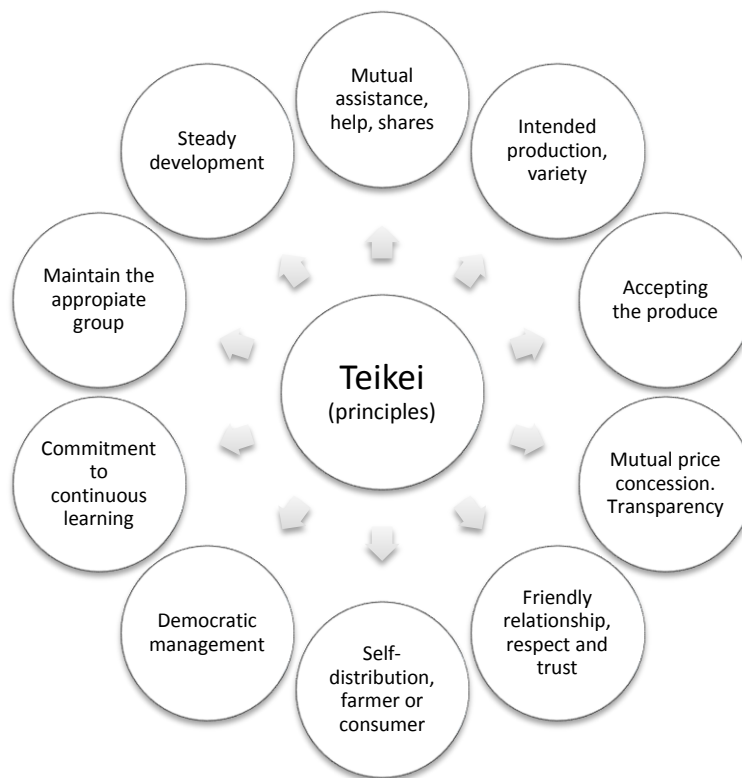 Mutual
assistance,
help, shares
Intended
production,
variety
Accepting
the produce
Mutual price
concession.
Transparency
Friendly
relationship,
respect and
trust
Self-
distribution,
farmer or
consumer
Democratic
management
Commitment
to
continuous
learning
Maintain the
appropiate
group
Steady
development
Teikei
(principles)